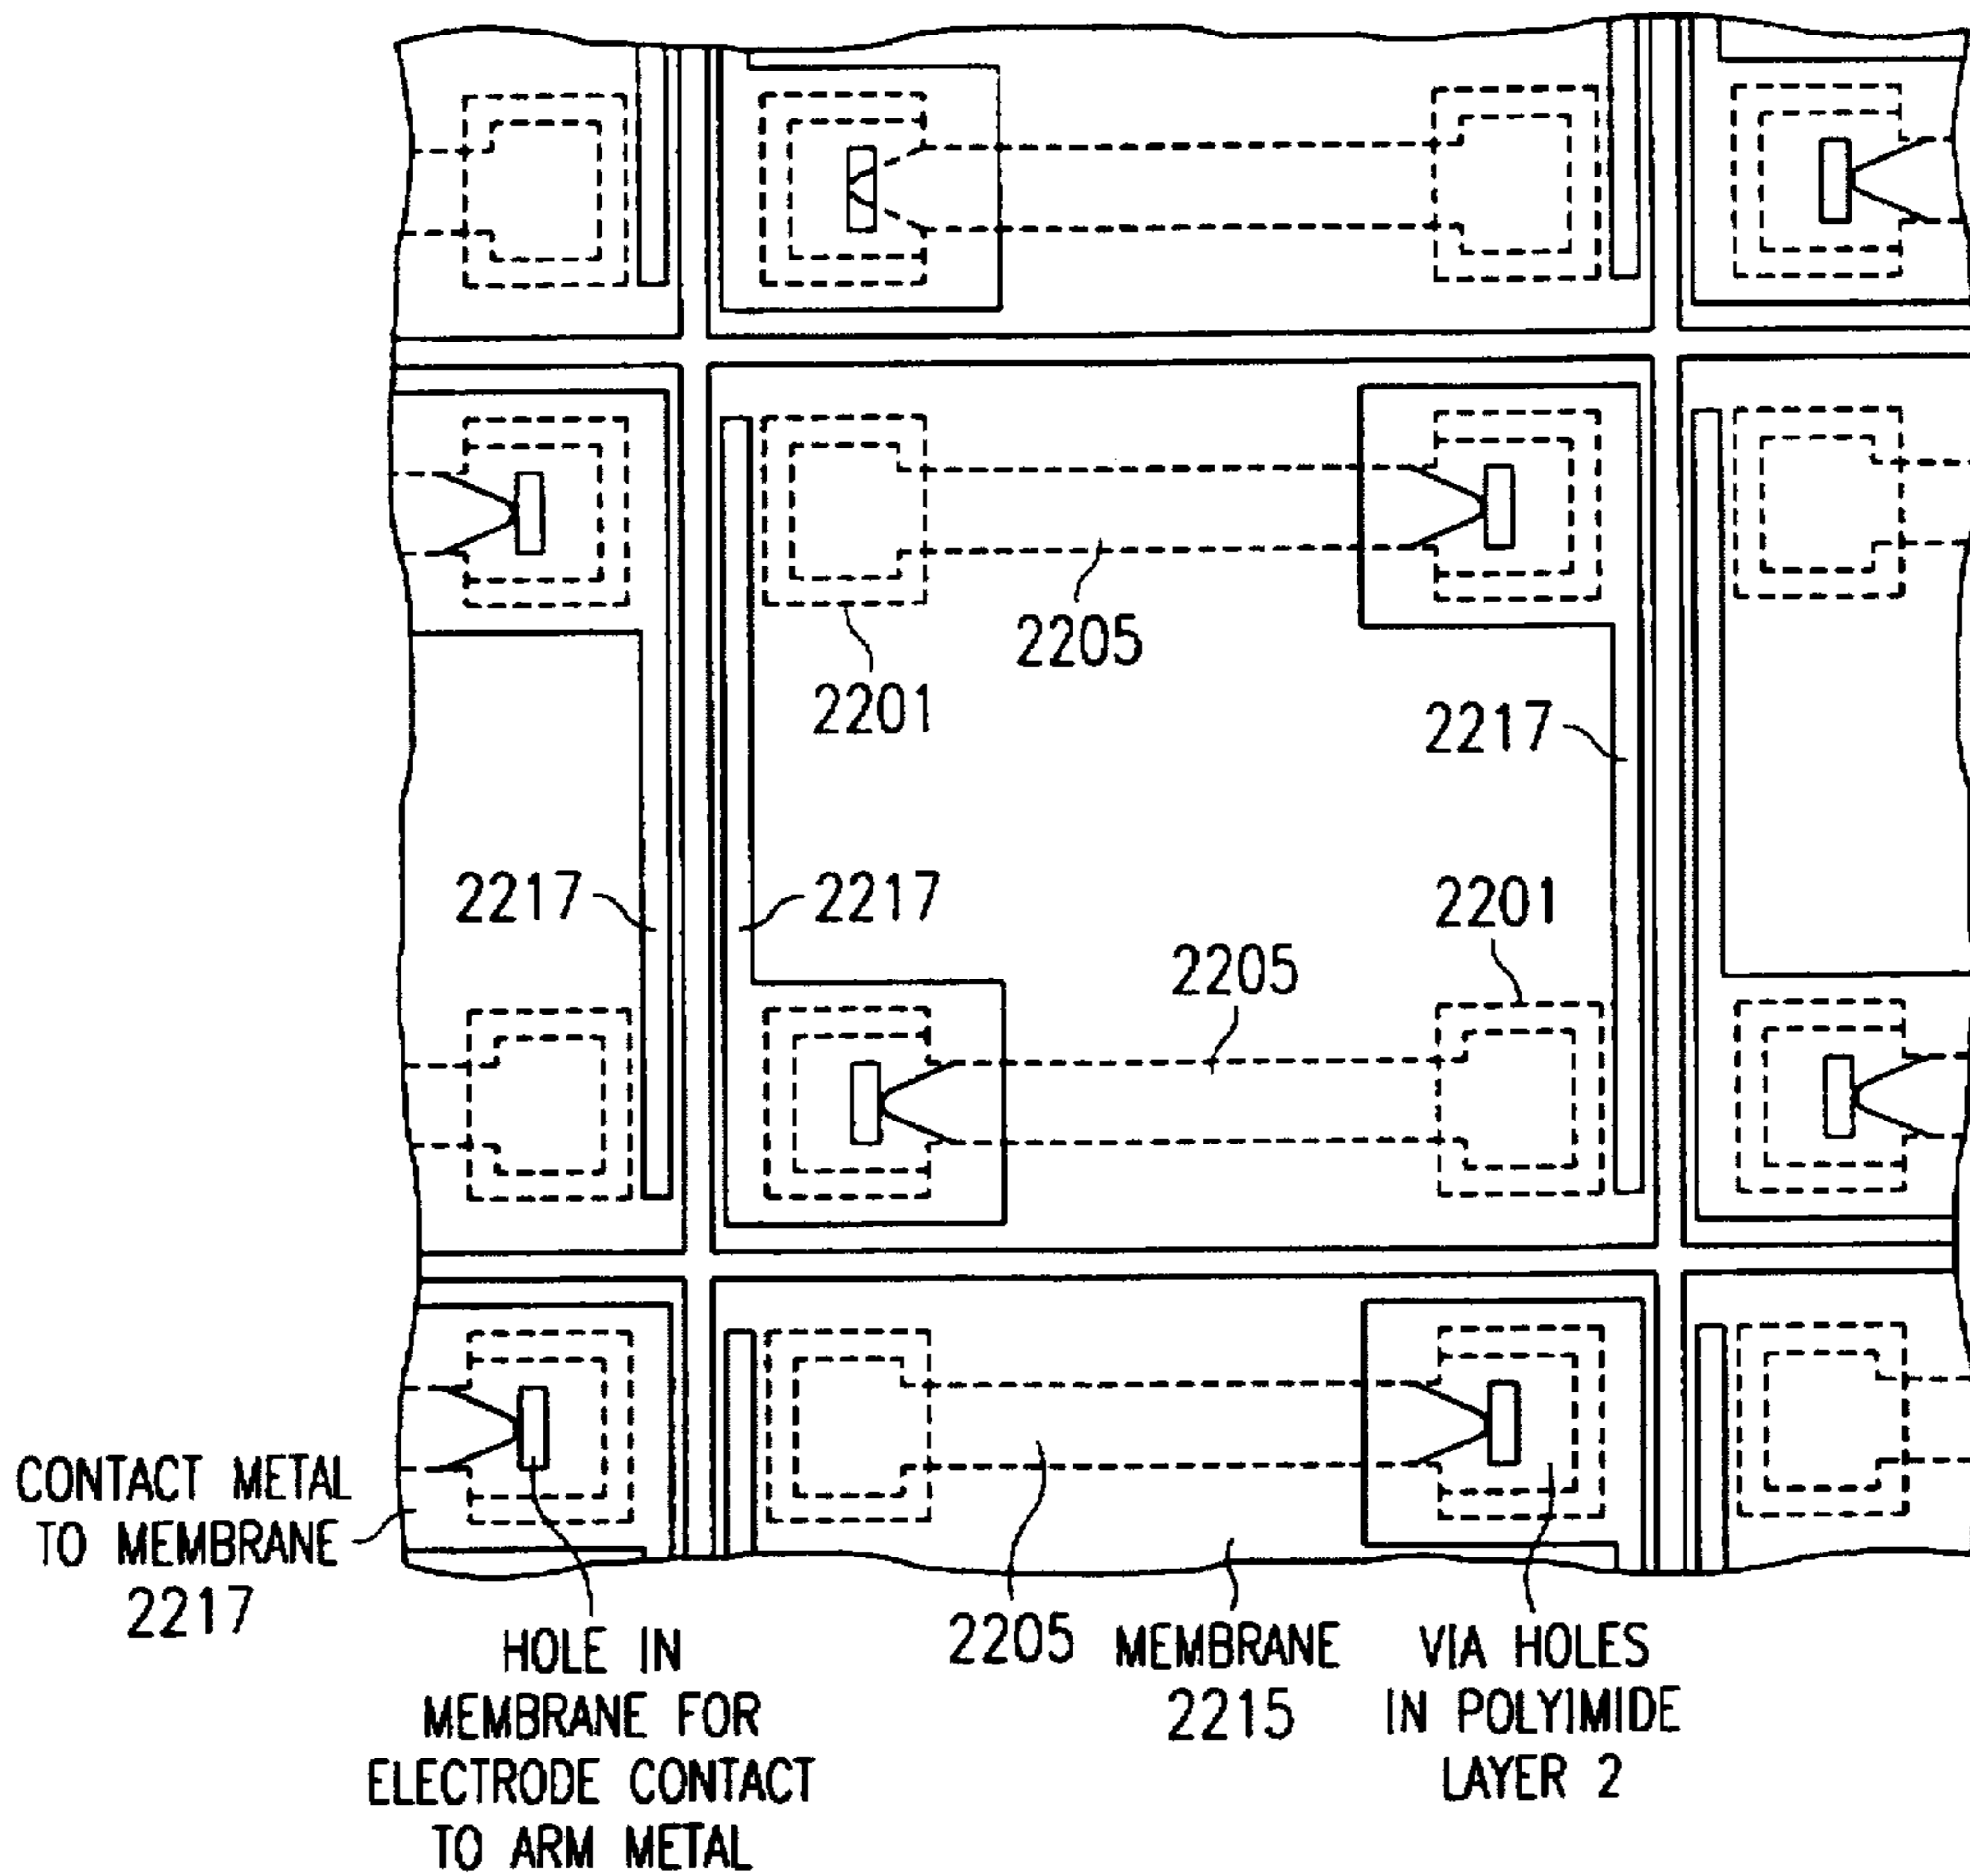 2205
2201
2217
2217
2217
2201
2205
CONTACT METAL
TO MEMBRANE
2217
HOLE IN
MEMBRANE FOR
ELECTRODE CONTACT
TO ARM METAL
2205
MEMBRANE
2215
VIA HOLES
IN POLYIMIDE
LAYER 2